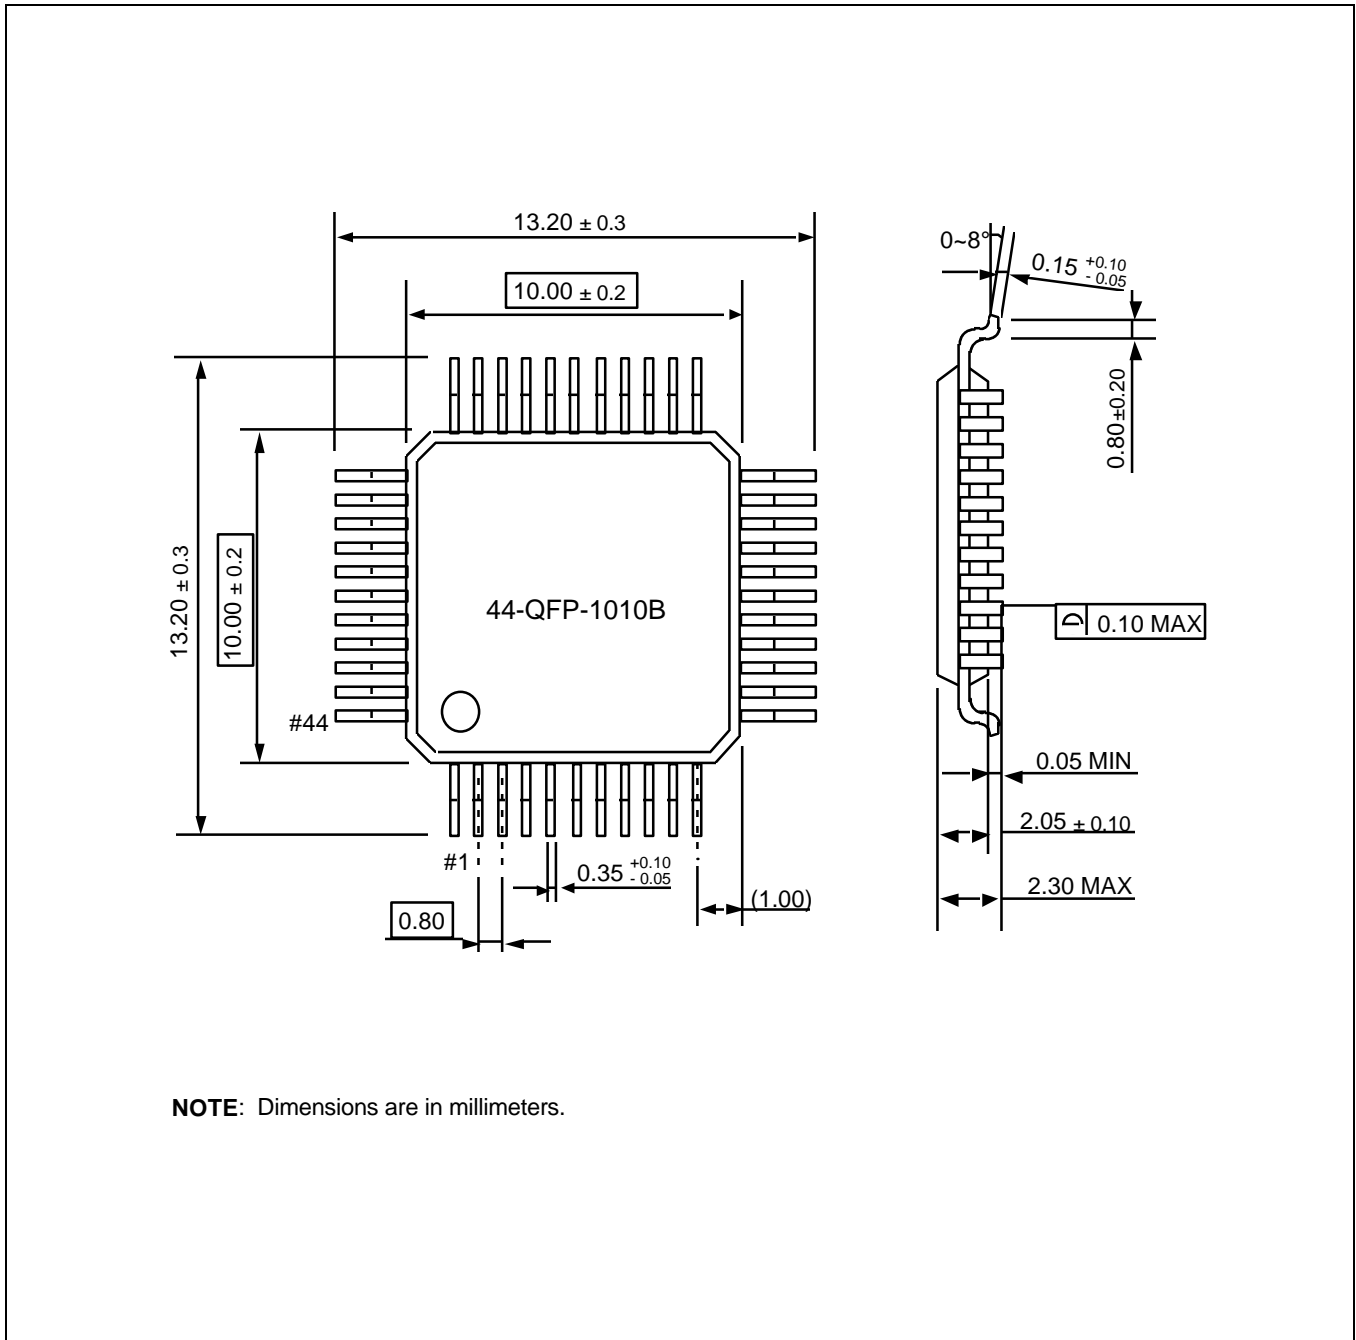 13.20 ± 0.3
10.00 ± 0.2
0~8°
0.15 +0.10 - 0.05
0.80±0.20
13.20 ± 0.3
10.00 ± 0.2
44-QFP-1010B
0.10 MAX
#44
0.05 MIN
2.05 ± 0.10
#1
0.35 +0.10 - 0.05
2.30 MAX
(1.00)
0.80
NOTE: Dimensions are in millimeters.